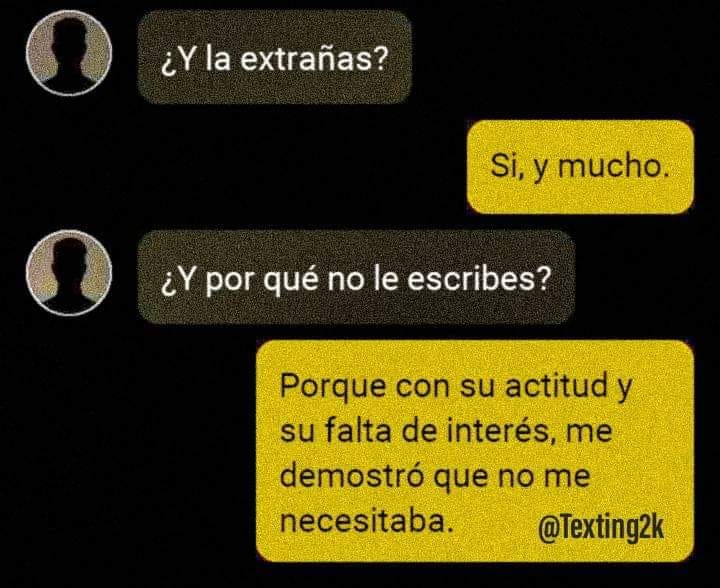 ¿Y la extrañas?
Si, y mucho.
¿Y por qué no le escribes?
Porque con su actitud y
su falta de interés, me
demostró que no me
necesitaba.
@Texting2k